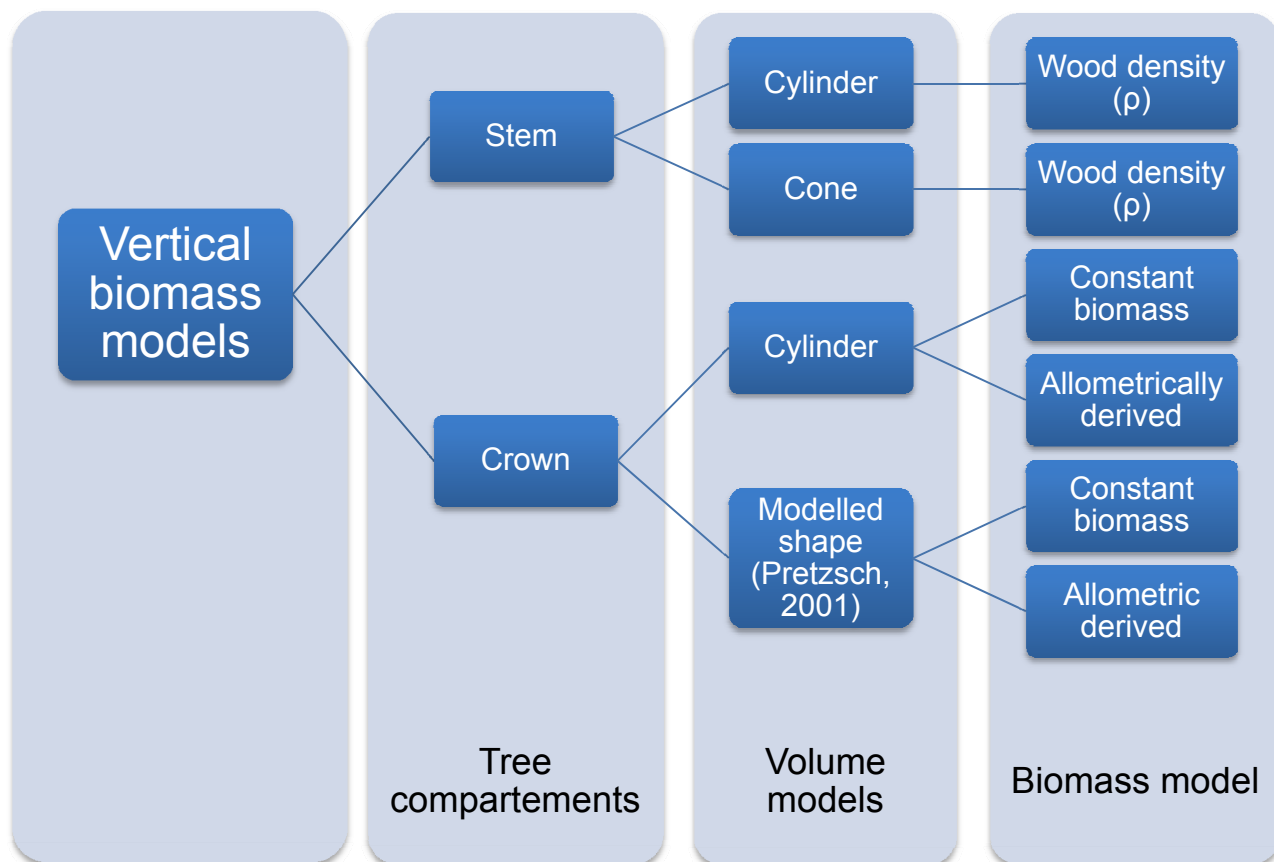 Vertical
biomass
models
Stem
Crown
Tree
compartements
Cylinder
Cone
Cylinder
Modelled
shape
(Pretzsch,
2001)
Volume
models
Wood density
(ρ)
Wood density
(ρ)
Constant
biomass
Allometrically
derived
Constant
biomass
Allometric
derived
Biomass model